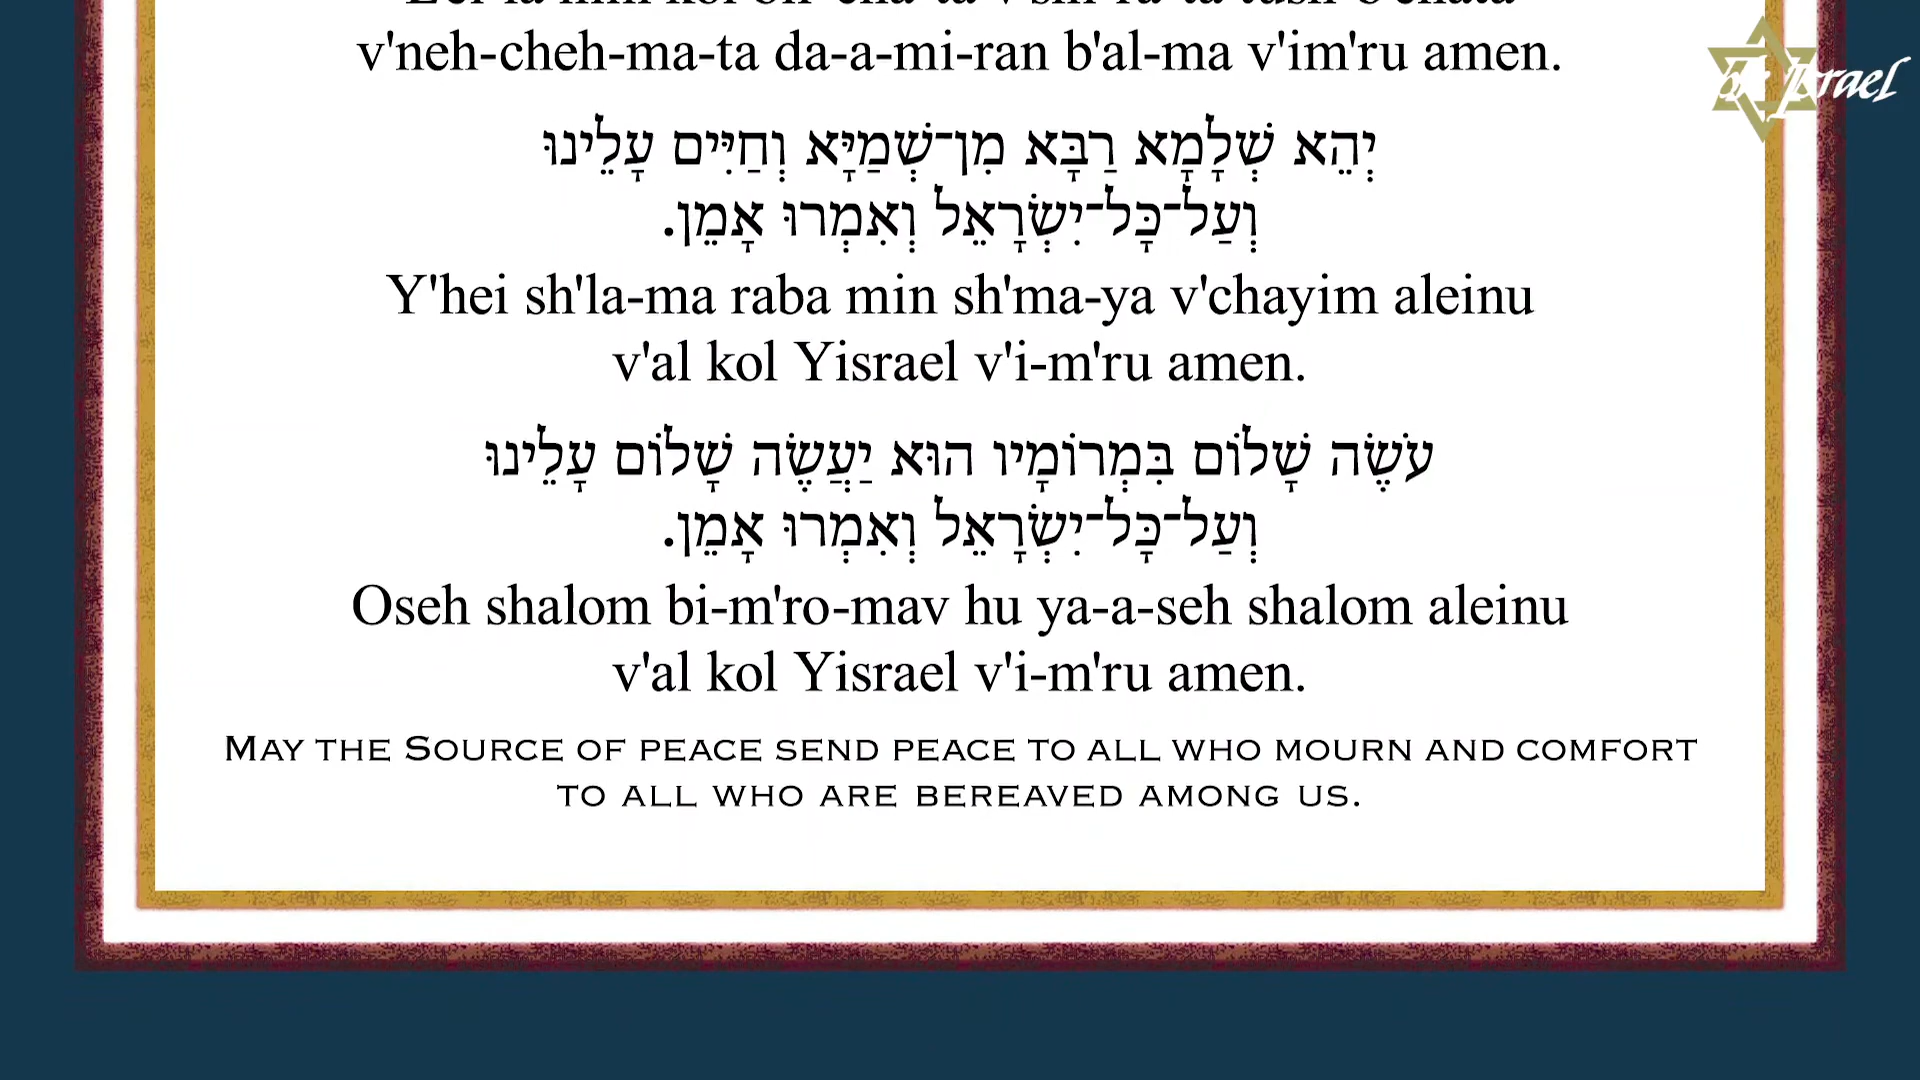 v'neh-cheh-ma-ta da-a-mi-ran b'al-ma v'im'ru amen.
יְהֵא שְׁלָמָא רַבָּא מִן־שְׁמַיָּא וְחַיִּים עָלֵינוּ
וְעַל־כָּל־יִשְׂרָאֵל וְאִמְרוּ אָמֵן.
Y'hei sh'la-ma raba min sh'ma-ya v'chayim aleinu
v'al kol Yisrael v'i-m'ru amen.
עֹשֶׂה שָׁלוֹם בִּמְרוֹמָיו הוּא יַעֲשֶׂה שָׁלוֹם עָלֵינוּ
וְעַל־כָּל־יִשְׂרָאֵל וְאִמְרוּ אָמֵן.
Oseh shalom bi-m'ro-mav hu ya-a-seh shalom aleinu
v'al kol Yisrael v'i-m'ru amen.
MAY THE SOURCE OF PEACE SEND PEACE TO ALL WHO MOURN AND COMFORT
TO ALL WHO ARE BEREAVED AMONG US.
Israel